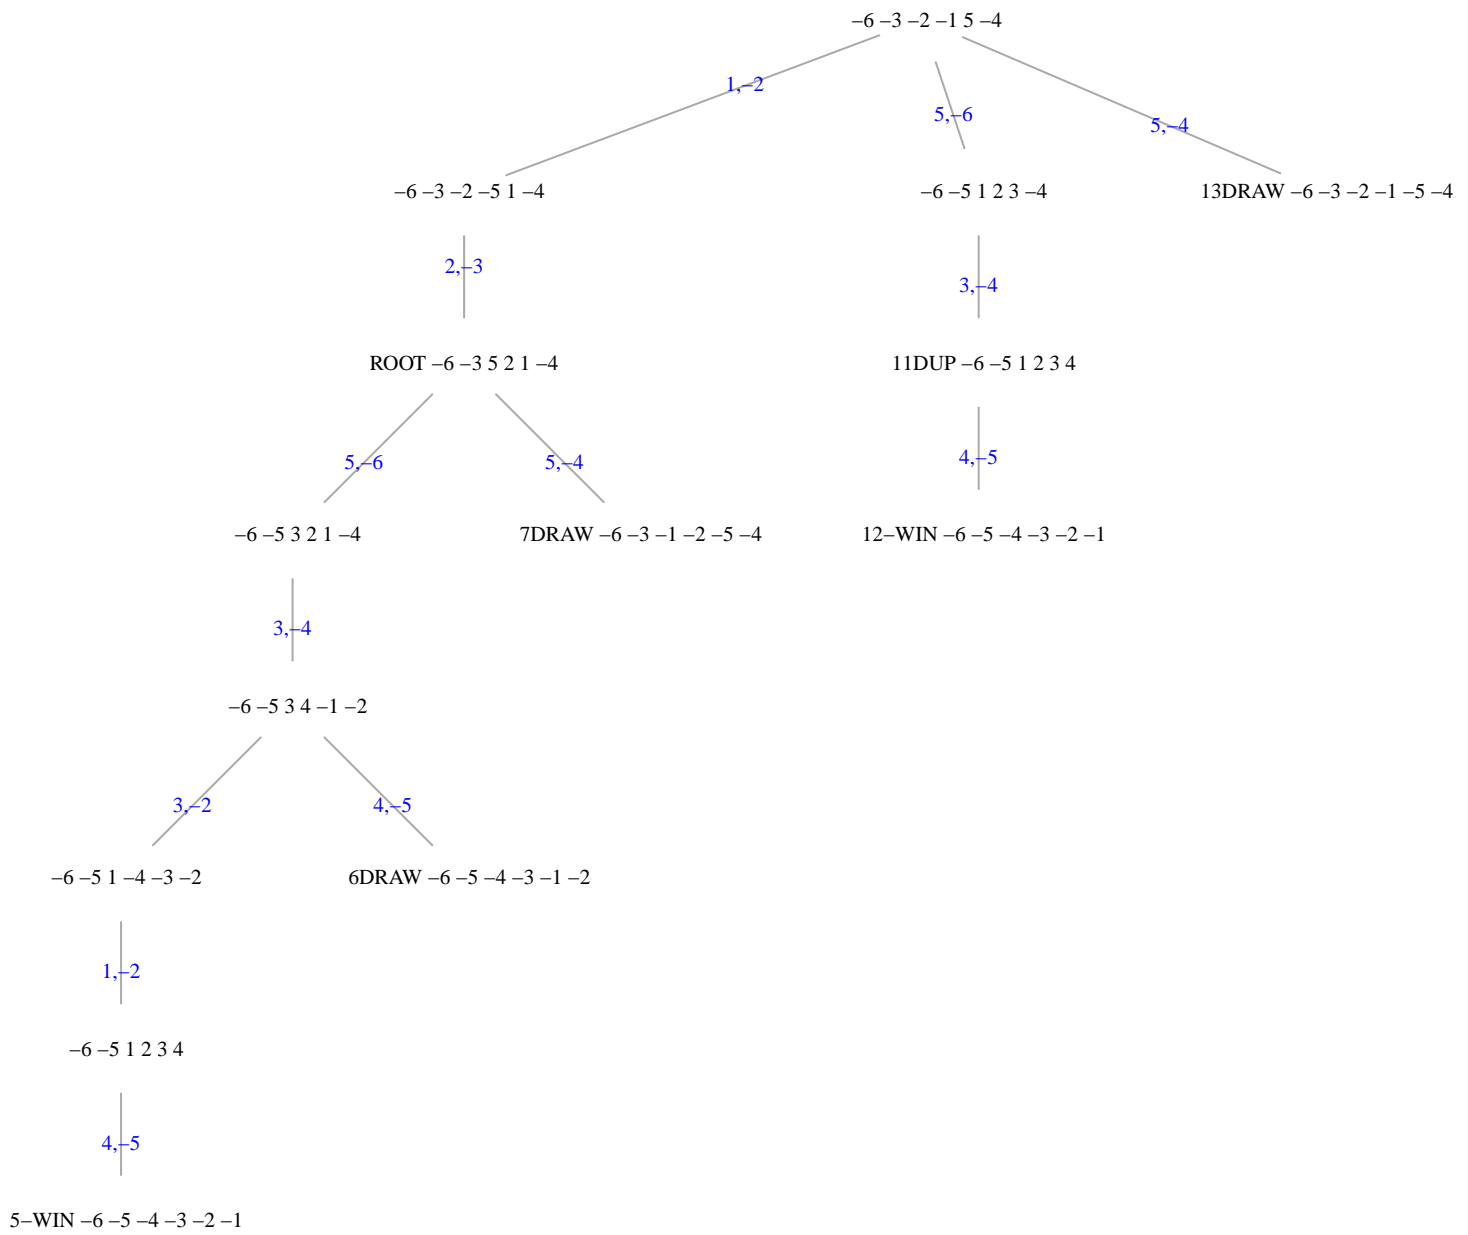 −6 −3 −2 −1 5 −4
1,−2
5,−6
5,−4
−6 −3 −2 −5 1 −4
−6 −5 1 2 3 −4
13DRAW −6 −3 −2 −1 −5 −4
2,−3
3,−4
ROOT −6 −3 5 2 1 −4
11DUP −6 −5 1 2 3 4
5,−6
5,−4
4,−5
−6 −5 3 2 1 −4
7DRAW −6 −3 −1 −2 −5 −4
12−WIN −6 −5 −4 −3 −2 −1
3,−4
−6 −5 3 4 −1 −2
3,−2
4,−5
−6 −5 1 −4 −3 −2
6DRAW −6 −5 −4 −3 −1 −2
1,−2
−6 −5 1 2 3 4
4,−5
5−WIN −6 −5 −4 −3 −2 −1